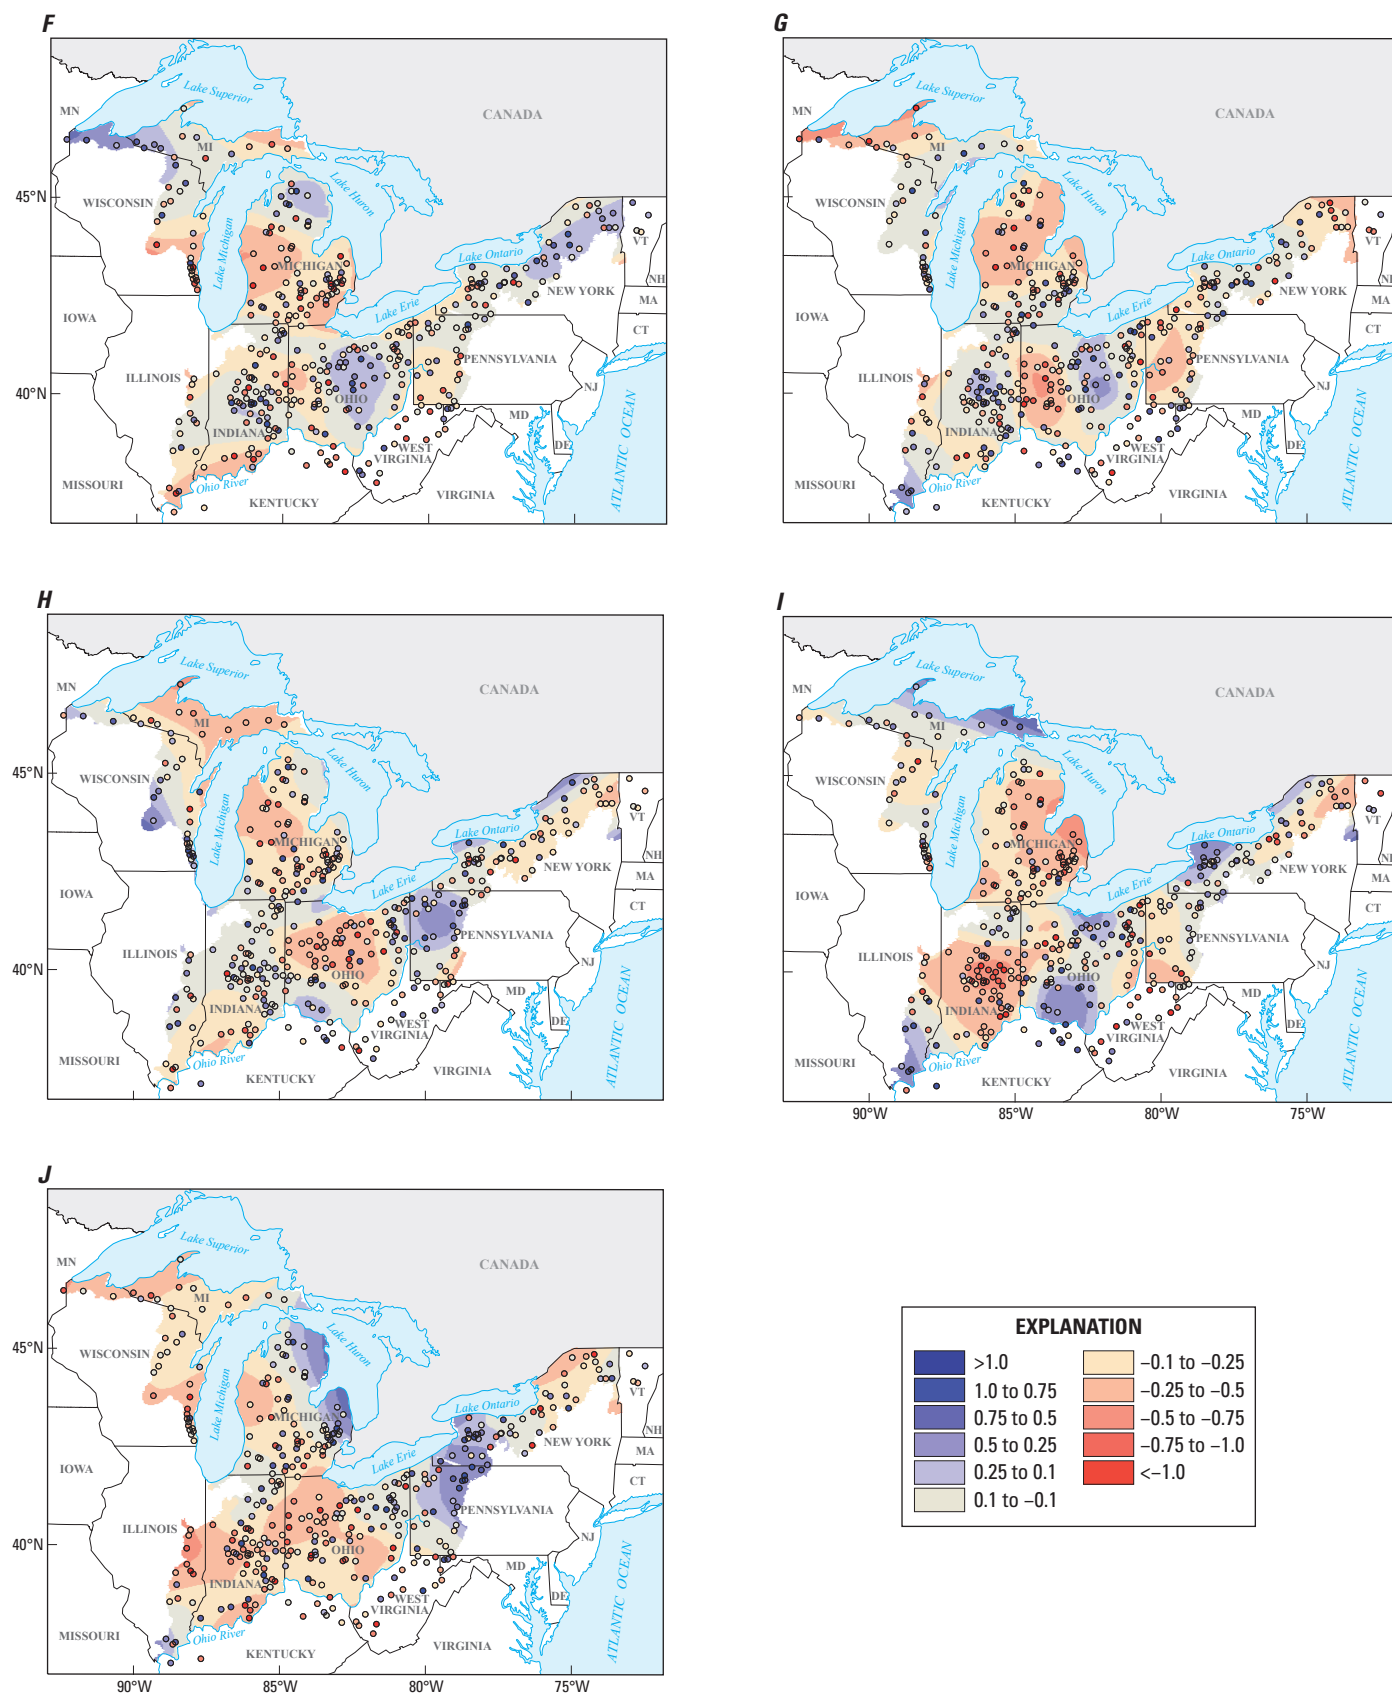 F
Lake Superior
MN
CANADA
MI
45°N
WISCONSIN
Lake Michigan
Lake Huron
MICHIGAN
Lake Ontario
VT
NH
NEW YORK
MA
IOWA
Lake Erie
CT
PENNSYLVANIA
ILLINOIS
40°N
OHIO
NJ
INDIANA
MD
DE
WEST
VIRGINIA
MISSOURI
Ohio River
KENTUCKY
VIRGINIA
ATLANTIC OCEAN
G
Lake Superior
MN
CANADA
MI
WISCONSIN
Lake Michigan
Lake Huron
MICHIGAN
Lake Ontario
VT
NH
NEW YORK
MA
IOWA
Lake Erie
CT
PENNSYLVANIA
ILLINOIS
OHIO
NJ
INDIANA
MD
DE
WEST
VIRGINIA
MISSOURI
Ohio River
KENTUCKY
VIRGINIA
ATLANTIC OCEAN
H
Lake Superior
MN
CANADA
MI
45°N
WISCONSIN
Lake Michigan
Lake Huron
MICHIGAN
Lake Ontario
VT
NH
NEW YORK
MA
IOWA
Lake Erie
CT
PENNSYLVANIA
ILLINOIS
40°N
OHIO
NJ
INDIANA
MD
DE
WEST
VIRGINIA
MISSOURI
Ohio River
KENTUCKY
VIRGINIA
ATLANTIC OCEAN
I
Lake Superior
MN
CANADA
MI
WISCONSIN
Lake Michigan
Lake Huron
MICHIGAN
Lake Ontario
VT
NH
NEW YORK
MA
IOWA
Lake Erie
CT
PENNSYLVANIA
ILLINOIS
OHIO
NJ
INDIANA
MD
DE
WEST
VIRGINIA
MISSOURI
Ohio River
KENTUCKY
VIRGINIA
ATLANTIC OCEAN
90°W 85°W 80°W 75°W
J
Lake Superior
MN
CANADA
MI
45°N
WISCONSIN
Lake Michigan
Lake Huron
MICHIGAN
Lake Ontario
VT
NH
NEW YORK
MA
IOWA
Lake Erie
CT
PENNSYLVANIA
ILLINOIS
40°N
OHIO
NJ
INDIANA
MD
DE
WEST
VIRGINIA
MISSOURI
Ohio River
KENTUCKY
VIRGINIA
ATLANTIC OCEAN
90°W 85°W 80°W 75°W
EXPLANATION
>1.0
1.0 to 0.75
0.75 to 0.5
0.5 to 0.25
0.25 to 0.1
0.1 to −0.1
−0.1 to −0.25
−0.25 to −0.5
−0.5 to −0.75
−0.75 to −1.0
<−1.0